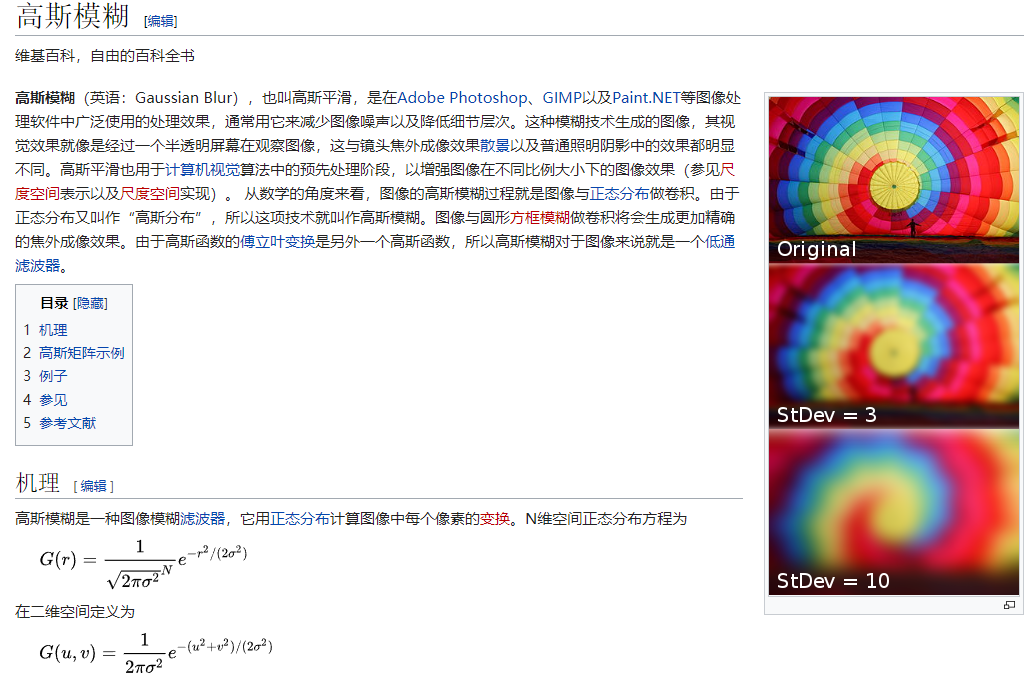 高斯模糊 [编辑]
维基百科，自由的百科全书
高斯模糊（英语：Gaussian Blur），也叫高斯平滑，是在Adobe Photoshop、GIMP以及Paint.NET等图像处
理软件中广泛使用的处理效果，通常用它来减少图像噪声以及降低细节层次。这种模糊技术生成的图像，其视
觉效果就像是经过一个半透明屏幕在观察图像，这与镜头焦外成像效果散景以及普通照明阴影中的效果都明显
不同。高斯平滑也用于计算机视觉算法中的预先处理阶段，以增强图像在不同比例大小下的图像效果（参见尺
度空间表示以及尺度空间实现）。 从数学的角度来看，图像的高斯模糊过程就是图像与正态分布做卷积。由于
正态分布又叫作“高斯分布”，所以这项技术就叫作高斯模糊。图像与圆形方框模糊做卷积将会生成更加精确
的焦外成像效果。由于高斯函数的傅立叶变换是另外一个高斯函数，所以高斯模糊对于图像来说就是一个低通
滤波器。
Original
StDev = 3
StDev = 10
目录 [隐藏]
1 机理
2 高斯矩阵示例
3 例子
4 参见
5 参考文献
机理 [ 编辑 ]
高斯模糊是一种图像模糊滤波器，它用正态分布计算图像中每个像素的变换。N维空间正态分布方程为
G(r) = 1/√(2πσ²)^N e^(−r²/(2σ²))
在二维空间定义为
G(u, v) = 1/(2πσ²) e^(−(u²+v²)/(2σ²))